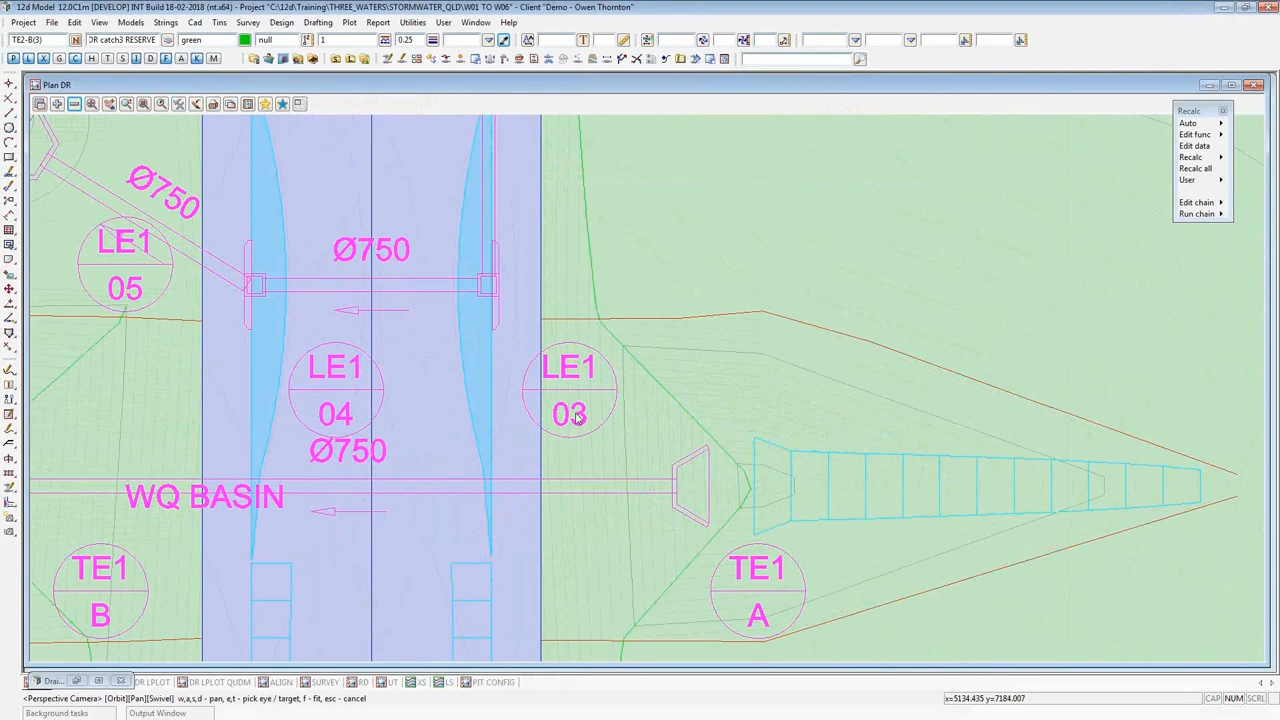 12d Model 12.0C1m [DEVELOP] INT Build 18-02-2018 (nt.x64) - Project "C:\12d\Training\THREE_WATERS\STORMWATER_QLD\W01 TO W06" - Client "Demo - Owen Thornton"
Project File Edit View Models Strings Cad Tins Survey Design Drafting Plot Report Utilities User Window Help
TE2-B(3) N DR catch3 RESERVE green null 1 0.25
P L X G C H T S I D F A K M
Plan DR
Recalc
Auto
Edit func
Edit data
Recalc
Recalc all
User
Edit chain
Run chain
Ø750
LE1
05
Ø750
LE1
04
LE1
03
Ø750
WQ BASIN
TE1
B
TE1
A
Drai... DR LPLOT DR LPLOT QUDM ALIGN SURVEY RD UT XS LS PIT CONFIG
<Perspective Camera> [Orbit][Pan][Swivel] w,a,s,d - pan, e,t - pick eye / target, f - fit, esc - cancel
x=5134.435 y=7184.007 CAP NUM SCRL
Background tasks Output Window